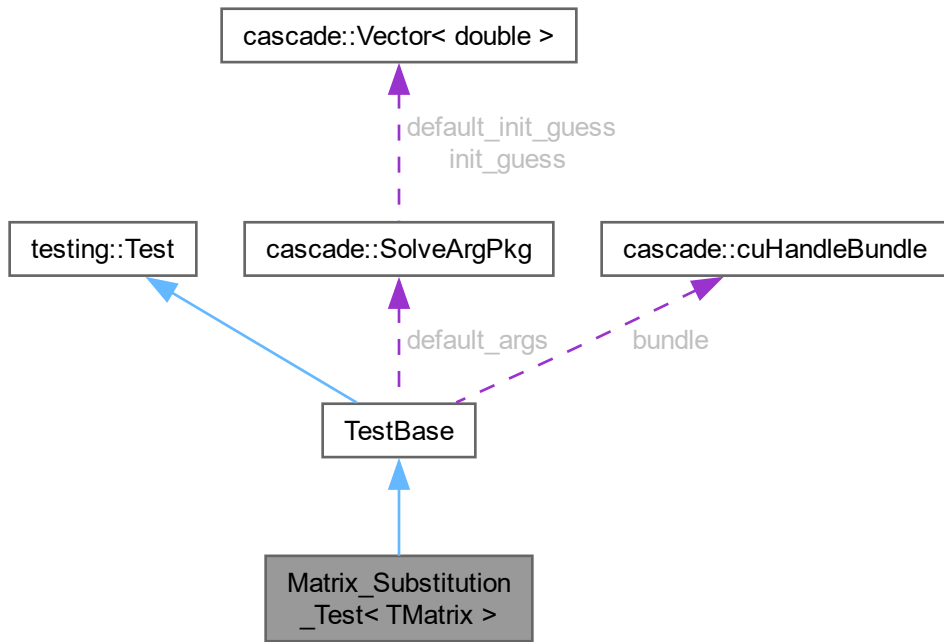 cascade::Vector< double >
default_init_guess
init_guess
testing::Test
cascade::SolveArgPkg
cascade::cuHandleBundle
default_args
bundle
TestBase
Matrix_Substitution
_Test< TMatrix >